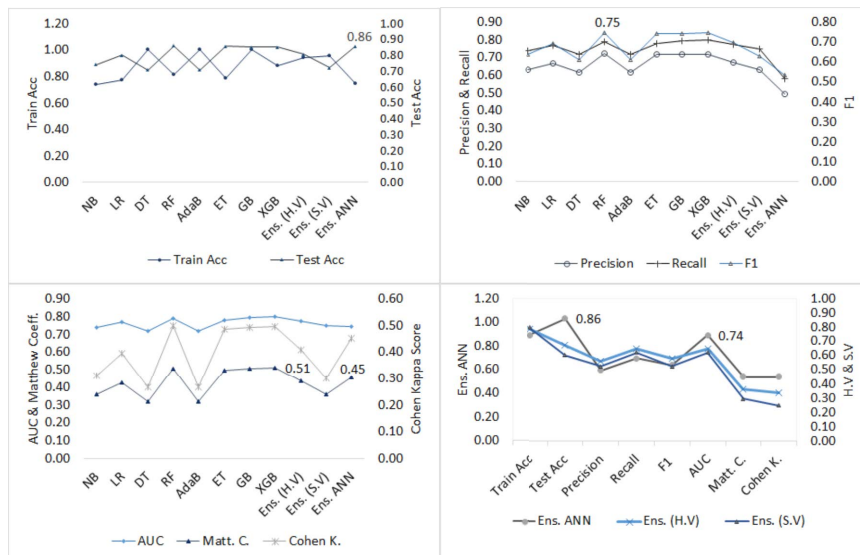 1.20
1.00
0.80
0.60
0.40
0.20
0.00
Train Acc
1.00
0.90
0.80
0.70
0.60
0.50
0.40
0.30
0.20
0.10
0.00
Test Acc
0.86
NB
LR
DT
RF
AdaB
ET
GB
XGB
Ens. (H.V)
Ens. (S.V)
Ens. ANN
Train Acc
Test Acc
0.90
0.80
0.70
0.60
0.50
0.40
0.30
0.20
0.10
0.00
Precision & Recall
0.80
0.70
0.60
0.50
0.40
0.30
0.20
0.10
0.00
F1
0.75
NB
LR
DT
RF
AdaB
ET
GB
XGB
Ens. (H.V)
Ens. (S.V)
Ens. ANN
Precision
Recall
F1
0.90
0.80
0.70
0.60
0.50
0.40
0.30
0.20
0.10
0.00
AUC & Matthew Coeff.
0.60
0.50
0.40
0.30
0.20
0.10
0.00
Cohen Kappa Score
0.51
0.45
NB
LR
DT
RF
AdaB
ET
GB
XGB
Ens. (H.V)
Ens. (S.V)
Ens. ANN
AUC
Matt. C.
Cohen K.
1.20
1.00
0.80
0.60
0.40
0.20
0.00
Ens. ANN
1.00
0.90
0.80
0.70
0.60
0.50
0.40
0.30
0.20
0.10
0.00
H.V & S.V
0.86
0.74
Train Acc
Test Acc
Precision
Recall
F1
AUC
Matt. C.
Cohen K.
Ens. ANN
Ens. (H.V)
Ens. (S.V)